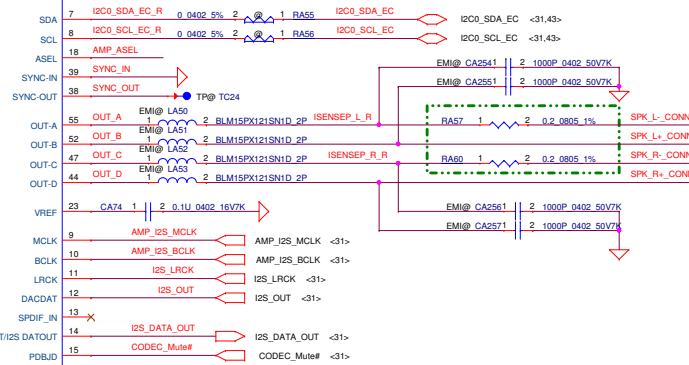 SDA 7 I2C0_SDA_EC_R 0_0402_5% 2 @ 1 RA55 I2C0_SDA_EC I2C0_SDA_EC <31,43>
SCL 8 I2C0_SCL_EC_R 0_0402_5% 2 @ 1 RA56 I2C0_SCL_EC I2C0_SCL_EC <31,43>
ASEL 18 AMP_ASEL
EMI@ CA2541 1 2 1000P_0402_50V7K
SYNC-IN 39 SYNC_IN
EMI@ CA2551 1 2 1000P_0402_50V7K
SYNC-OUT 38 SYNC_OUT TP@ TC24
EMI@ LA50
OUT-A 55 OUT_A 1 2 BLM15PX121SN1D_2P ISENSEP_L_R RA57 1 2 0.2_0805_1% SPK_L-_CONN
EMI@ LA51
OUT-B 52 OUT_B 1 2 BLM15PX121SN1D_2P SPK_L+_CONN
EMI@ LA52
OUT-C 47 OUT_C 1 2 BLM15PX121SN1D_2P ISENSEP_R_R RA60 1 2 0.2_0805_1% SPK_R-_CONN
EMI@ LA53
OUT-D 44 OUT_D 1 2 BLM15PX121SN1D_2P SPK_R+_CONN
VREF 23 CA74 1 2 0.1U_0402_16V7K
EMI@ CA2561 2 1000P_0402_50V7K
EMI@ CA2571 2 1000P_0402_50V7K
MCLK 9 AMP_I2S_MCLK AMP_I2S_MCLK <31>
BCLK 10 AMP_I2S_BCLK AMP_I2S_BCLK <31>
LRCK 11 I2S_LRCK I2S_LRCK <31>
DACDAT 12 I2S_OUT I2S_OUT <31>
SPDIF_IN 13
T/I2S DATOUT 14 I2S_DATA_OUT I2S_DATA_OUT <31>
PDBJD 15 CODEC_Mute# CODEC_Mute# <31>